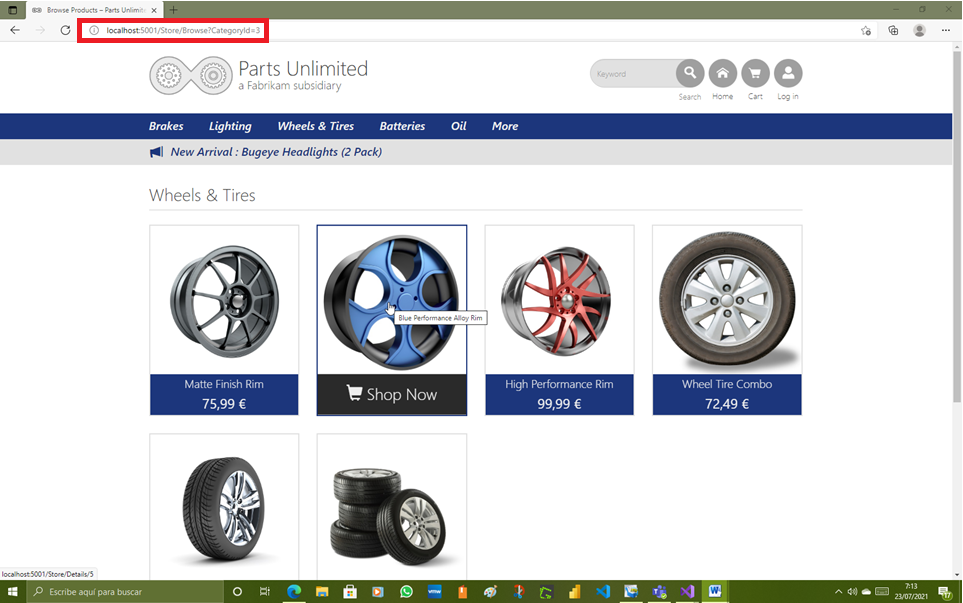 Browse Products – Parts Unlimit
localhost:5001/Store/Browse?CategoryId=3
Parts Unlimited
a Fabrikam subsidiary
Keyword
Search
Home
Cart
Log in
Brakes
Lighting
Wheels & Tires
Batteries
Oil
More
New Arrival : Bugeye Headlights (2 Pack)
Wheels & Tires
Blue Performance Alloy Rim
Matte Finish Rim
75,99 €
Shop Now
High Performance Rim
99,99 €
Wheel Tire Combo
72,49 €
localhost:5001/Store/Details/5
Escribe aquí para buscar
7:13
23/07/2021